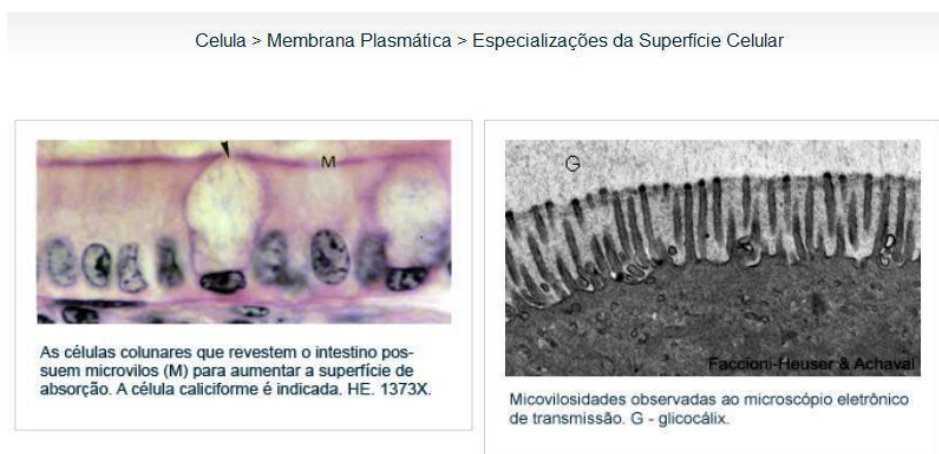 Celula > Membrana Plasmática > Especializações da Superfície Celular
M
As células colunares que revestem o intestino pos-
suem microvilos (M) para aumentar a superfície de
absorção. A célula caliciforme é indicada. HE. 1373X.
G
Faccioni-Heuser & Achaval
Micovilosidades observadas ao microscópio eletrônico
de transmissão. G - glicocálix.